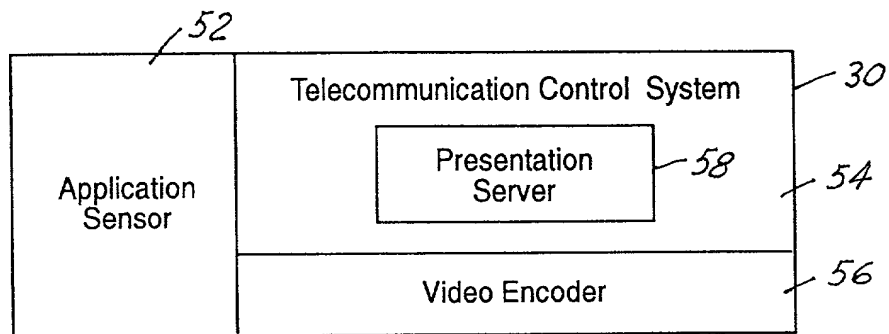 52
Telecommunication Control System
30
Presentation
Server
58
54
Application
Sensor
Video Encoder
56